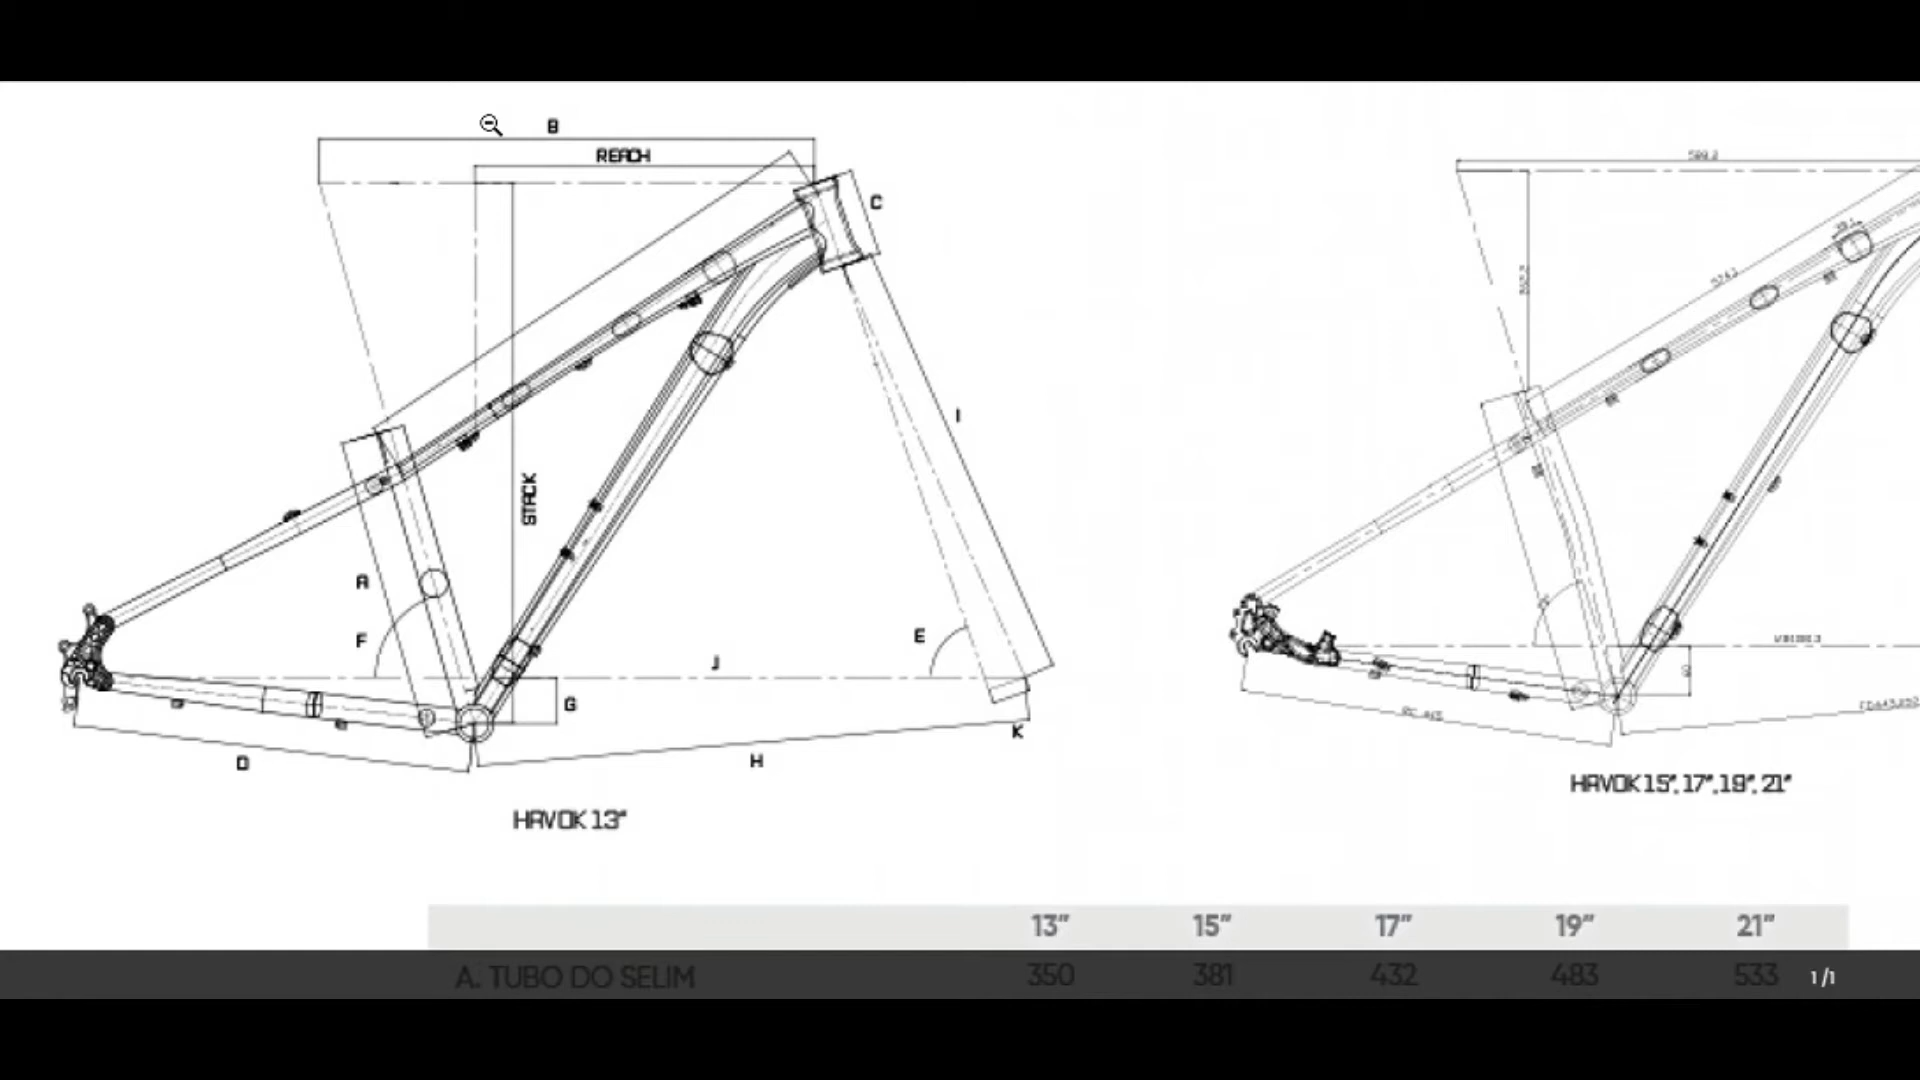 B
REACH
C
I
STACK
A
F
E
J
G
K
D
H
HAVOK 13"
HAVOK 15", 17", 19", 21"
13" 15" 17" 19" 21"
A. TUBO DO SELIM 350 381 432 483 533
1/1